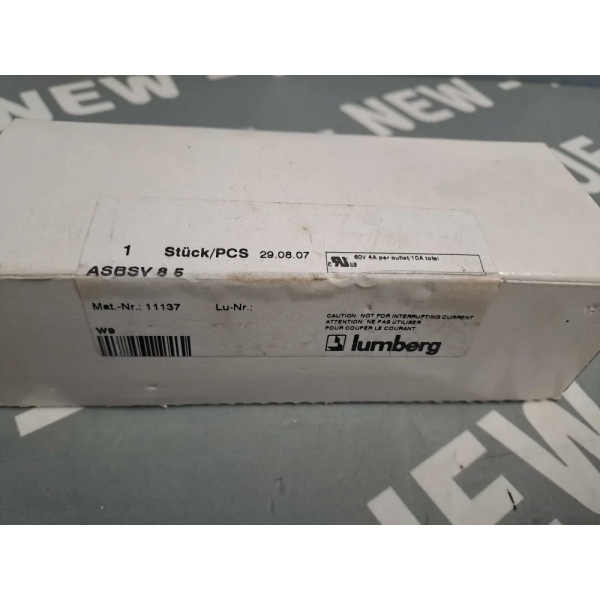 NEW - NEW - NEW
1 Stück/PCS 29.08.07
60V 4A per outlet/10A total
ASBSV 8 5
Mat.-Nr.: 11137 Lu-Nr.:
CAUTION: NOT FOR INTERRUPTING CURRENT
ATTENTION: NE PAS UTILISER
POUR COUPER LE COURANT
W9
lumberg
NEW